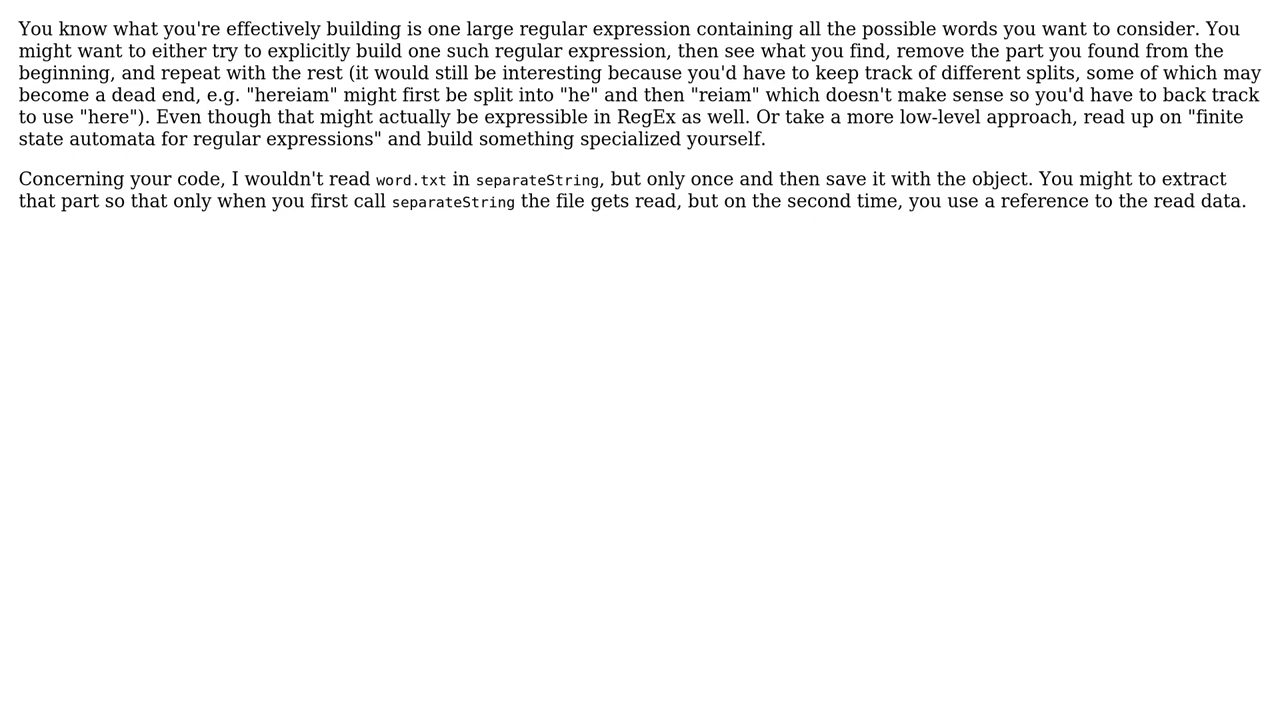 You know what you're effectively building is one large regular expression containing all the possible words you want to consider. You
might want to either try to explicitly build one such regular expression, then see what you find, remove the part you found from the
beginning, and repeat with the rest (it would still be interesting because you'd have to keep track of different splits, some of which may
become a dead end, e.g. "hereiam" might first be split into "he" and then "reiam" which doesn't make sense so you'd have to back track
to use "here"). Even though that might actually be expressible in RegEx as well. Or take a more low-level approach, read up on "finite
state automata for regular expressions" and build something specialized yourself.
Concerning your code, I wouldn't read word.txt in separateString, but only once and then save it with the object. You might to extract
that part so that only when you first call separateString the file gets read, but on the second time, you use a reference to the read data.